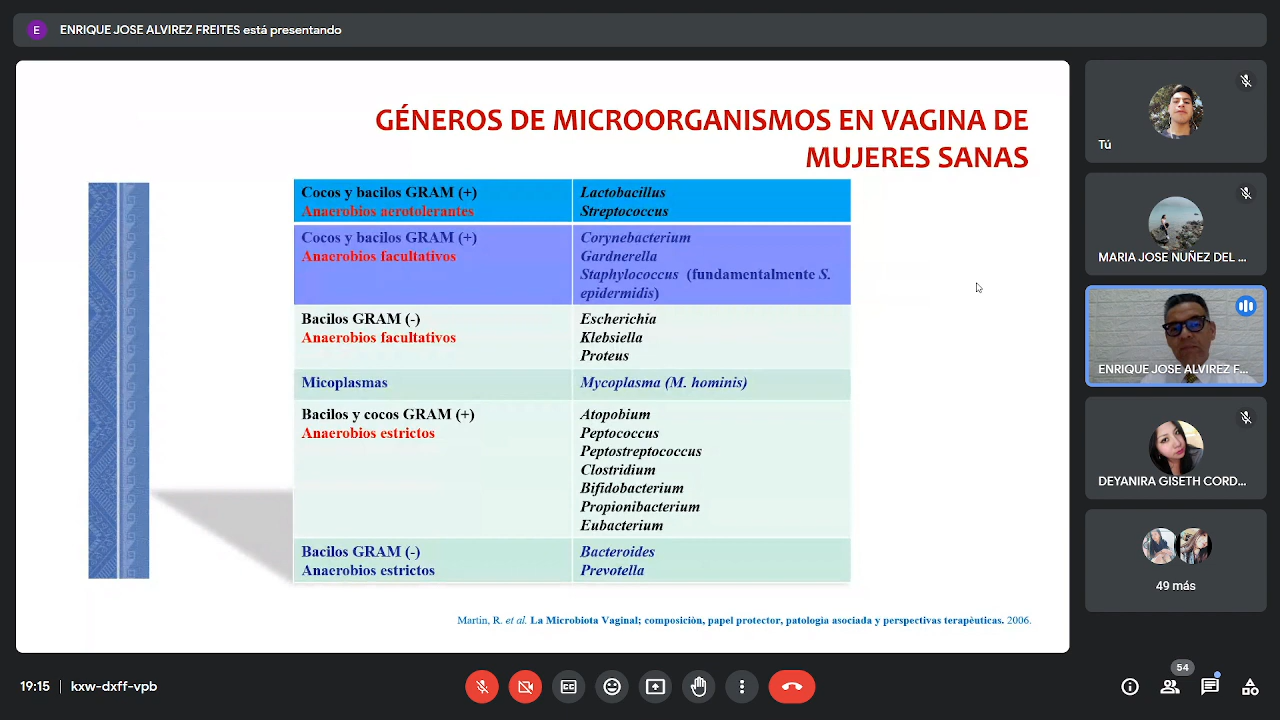 E
ENRIQUE JOSE ALVIREZ FREITES está presentando
GÉNEROS DE MICROORGANISMOS EN VAGINA DE
MUJERES SANAS
Cocos y bacilos GRAM (+)
Anaerobios aerotolerantes
Lactobacillus
Streptococcus
Cocos y bacilos GRAM (+)
Anaerobios facultativos
Corynebacterium
Gardnerella
Staphylococcus (fundamentalmente S.
epidermidis)
Bacilos GRAM (-)
Anaerobios facultativos
Escherichia
Klebsiella
Proteus
Micoplasmas
Mycoplasma (M. hominis)
Bacilos y cocos GRAM (+)
Anaerobios estrictos
Atopobium
Peptococcus
Peptostreptococcus
Clostridium
Bifidobacterium
Propionibacterium
Eubacterium
Bacilos GRAM (-)
Anaerobios estrictos
Bacteroides
Prevotella
Martín, R. et al. La Microbiota Vaginal; composiciòn, papel protector, patologìa asociada y perspectivas terapèuticas. 2006.
Tú
MARIA JOSE NUÑEZ DEL ...
ENRIQUE JOSE ALVIREZ F...
DEYANIRA GISETH CORD...
49 más
19:15 | kxw-dxff-vpb
54